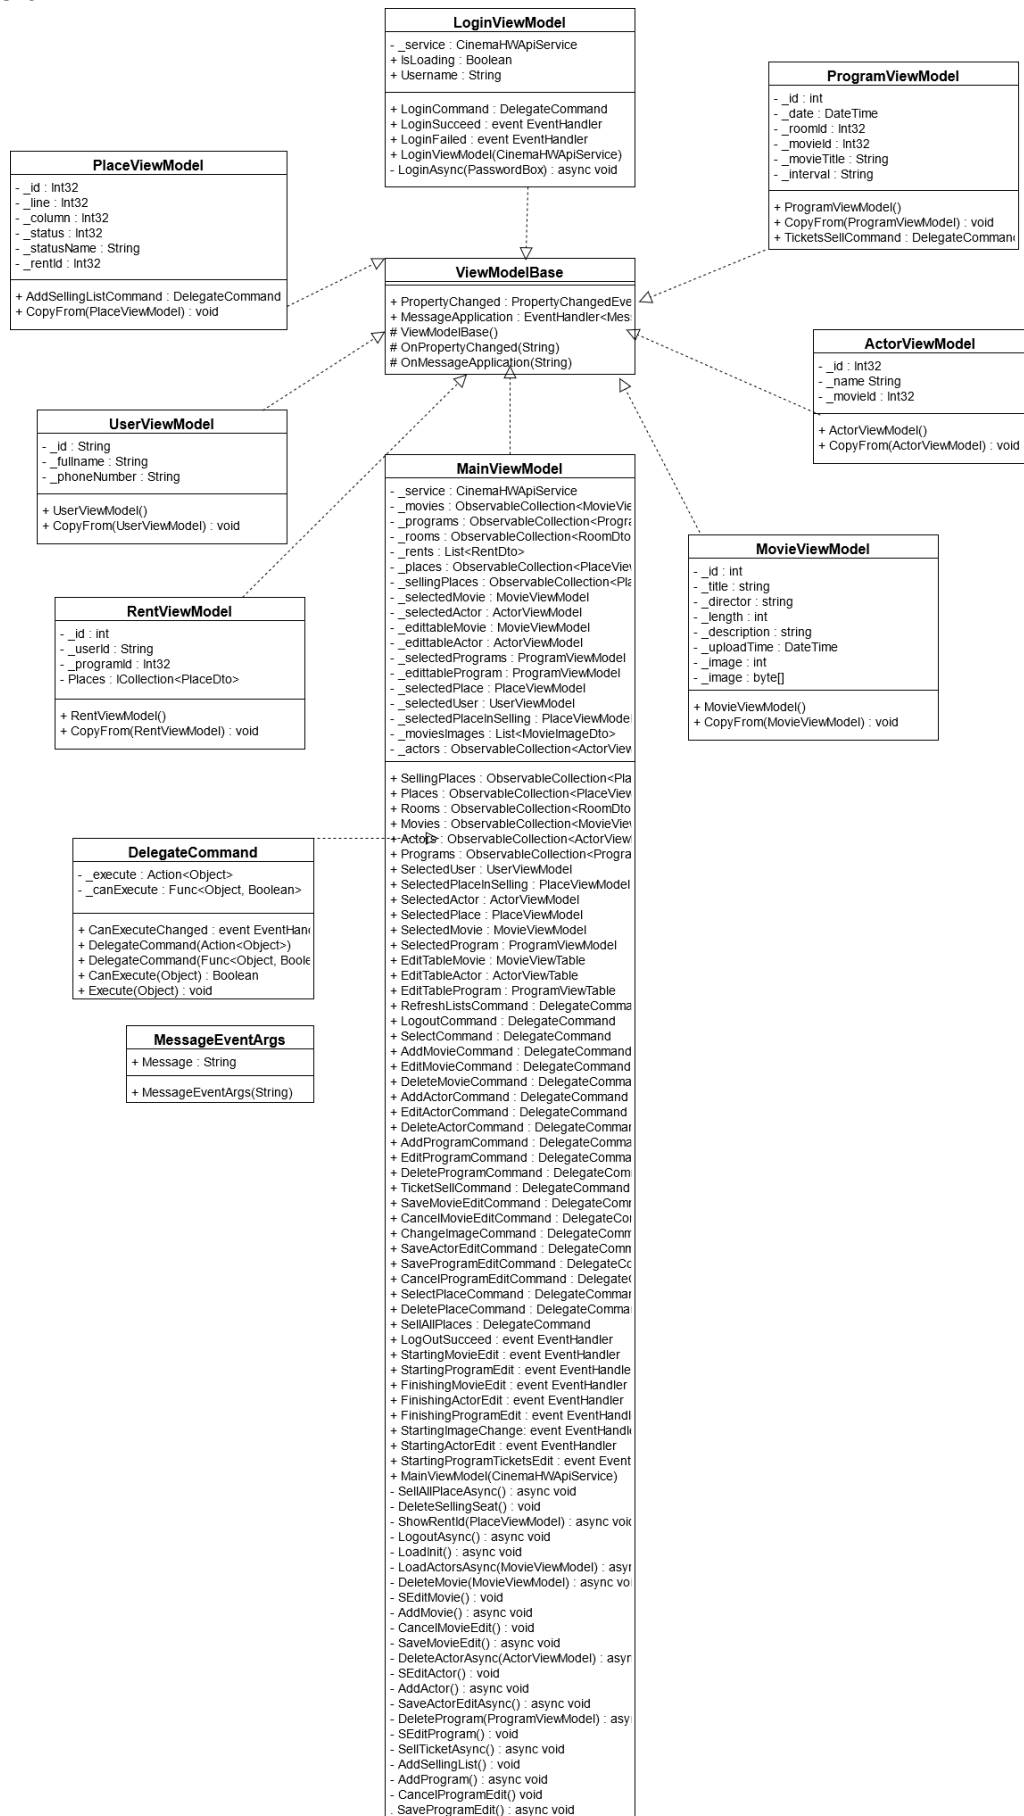 LoginViewModel
- _service : CinemaHWApiService
+ IsLoading : Boolean
+ Username : String
+ LoginCommand : DelegateCommand
+ LoginSucceed : event EventHandler
+ LoginFailed : event EventHandler
+ LoginViewModel(CinemaHWApiService)
- LoginAsync(PasswordBox) : async void
ProgramViewModel
- _id : int
- _date : DateTime
- _roomId : Int32
- _movieId : Int32
- _movieTitle : String
- _interval : String
+ ProgramViewModel()
+ CopyFrom(ProgramViewModel) : void
+ TicketsSellCommand : DelegateComman
PlaceViewModel
- _id : Int32
- _line : Int32
- _column : Int32
- _status : Int32
- _statusName : String
- _rentId : Int32
+ AddSellingListCommand : DelegateCommand
+ CopyFrom(PlaceViewModel) : void
ViewModelBase
+ PropertyChanged : PropertyChangedEve
+ MessageApplication : EventHandler<Mes
# ViewModelBase()
# OnPropertyChanged(String)
# OnMessageApplication(String)
ActorViewModel
- _id : Int32
- _name String
- _movieId : Int32
+ ActorViewModel()
+ CopyFrom(ActorViewModel) : void
UserViewModel
- _id : String
- _fullname : String
- _phoneNumber : String
+ UserViewModel()
+ CopyFrom(UserViewModel) : void
MainViewModel
- _service : CinemaHWApiService
- _movies : ObservableCollection<MovieVie
- _programs : ObservableCollection<Progra
- _rooms : ObservableCollection<RoomDto
- _rents : List<RentDto>
- _places : ObservableCollection<PlaceView
- _sellingPlaces : ObservableCollection<Pla
- _selectedMovie : MovieViewModel
- _selectedActor : ActorViewModel
- _edittableMovie : MovieViewModel
- _edittableActor : ActorViewModel
- _selectedPrograms : ProgramViewModel
- _edittableProgram : ProgramViewModel
- _selectedPlace : PlaceViewModel
- _selectedUser : UserViewModel
- _selectedPlaceInSelling : PlaceViewModel
- _moviesImages : List<MovieImageDto>
- _actors : ObservableCollection<ActorView
+ SellingPlaces : ObservableCollection<Pla
+ Places : ObservableCollection<PlaceView
+ Rooms : ObservableCollection<RoomDto
+ Movies : ObservableCollection<MovieView
+ Actors : ObservableCollection<ActorViewM
+ Programs : ObservableCollection<Progra
+ SelectedUser : UserViewModel
+ SelectedPlaceInSelling : PlaceViewModel
+ SelectedActor : ActorViewModel
+ SelectedPlace : PlaceViewModel
+ SelectedMovie : MovieViewModel
+ SelectedProgram : ProgramViewModel
+ EditTableMovie : MovieViewTable
+ EditTableActor : ActorViewTable
+ EditTableProgram : ProgramViewTable
+ RefreshListsCommand : DelegateComma
+ LogoutCommand : DelegateCommand
+ SelectCommand : DelegateCommand
+ AddMovieCommand : DelegateCommand
+ EditMovieCommand : DelegateCommand
+ DeleteMovieCommand : DelegateComma
+ AddActorCommand : DelegateCommand
+ EditActorCommand : DelegateCommand
+ DeleteActorCommand : DelegateComman
+ AddProgramCommand : DelegateComma
+ EditProgramCommand : DelegateComma
+ DeleteProgramCommand : DelegateCom
+ TicketSellCommand : DelegateCommand
+ SaveMovieEditCommand : DelegateComm
+ CancelMovieEditCommand : DelegateCo
+ ChangeImageCommand : DelegateComm
+ SaveActorEditCommand : DelegateComm
+ SaveProgramEditCommand : DelegateCo
+ CancelProgramEditCommand : Delegate
+ SelectPlaceCommand : DelegateComman
+ DeletePlaceCommand : DelegateComma
+ SellAllPlaces : DelegateCommand
+ LogOutSucceed : event EventHandler
+ StartingMovieEdit : event EventHandler
+ StartingProgramEdit : event EventHandle
+ FinishingMovieEdit : event EventHandler
+ FinishingActorEdit : event EventHandler
+ FinishingProgramEdit : event EventHandl
+ StartingImageChange: event EventHandle
+ StartingActorEdit : event EventHandler
+ StartingProgramTicketsEdit : event Event
+ MainViewModel(CinemaHWApiService)
- SellAllPlaceAsync() : async void
- DeleteSellingSeat() : void
- ShowRentId(PlaceViewModel) : async void
- LogoutAsync() : async void
- LoadInit() : async void
- LoadActorsAsync(MovieViewModel) : asyn
- DeleteMovie(MovieViewModel) : async voi
- SEditMovie() : void
- AddMovie() : async void
- CancelMovieEdit() : void
- SaveMovieEdit() : async void
- DeleteActorAsync(ActorViewModel) : asyn
- SEditActor() : void
- AddActor() : async void
- SaveActorEditAsync() : async void
- DeleteProgram(ProgramViewModel) : asy
- SEditProgram() : void
- SellTicketAsync() : async void
- AddSellingList() : void
- AddProgram() : async void
- CancelProgramEdit() void
. SaveProgramEdit() : async void
MovieViewModel
- _id : int
- _title : string
- _director : string
- _length : int
- _description : string
- _uploadTime : DateTime
- _image : int
- _image : byte[]
+ MovieViewModel()
+ CopyFrom(MovieViewModel) : void
RentViewModel
- _id : int
- _userId : String
- _programId : Int32
- Places : ICollection<PlaceDto>
+ RentViewModel()
+ CopyFrom(RentViewModel) : void
DelegateCommand
- _execute : Action<Object>
- _canExecute : Func<Object, Boolean>
+ CanExecuteChanged : event EventHand
+ DelegateCommand(Action<Object>)
+ DelegateCommand(Func<Object, Boole
+ CanExecute(Object) : Boolean
+ Execute(Object) : void
MessageEventArgs
+ Message : String
+ MessageEventArgs(String)